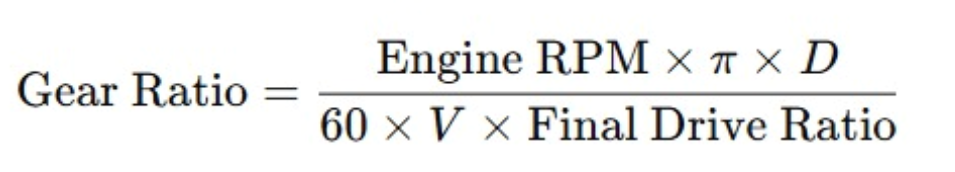 Gear Ratio = Engine RPM × π × D
60 × V × Final Drive Ratio